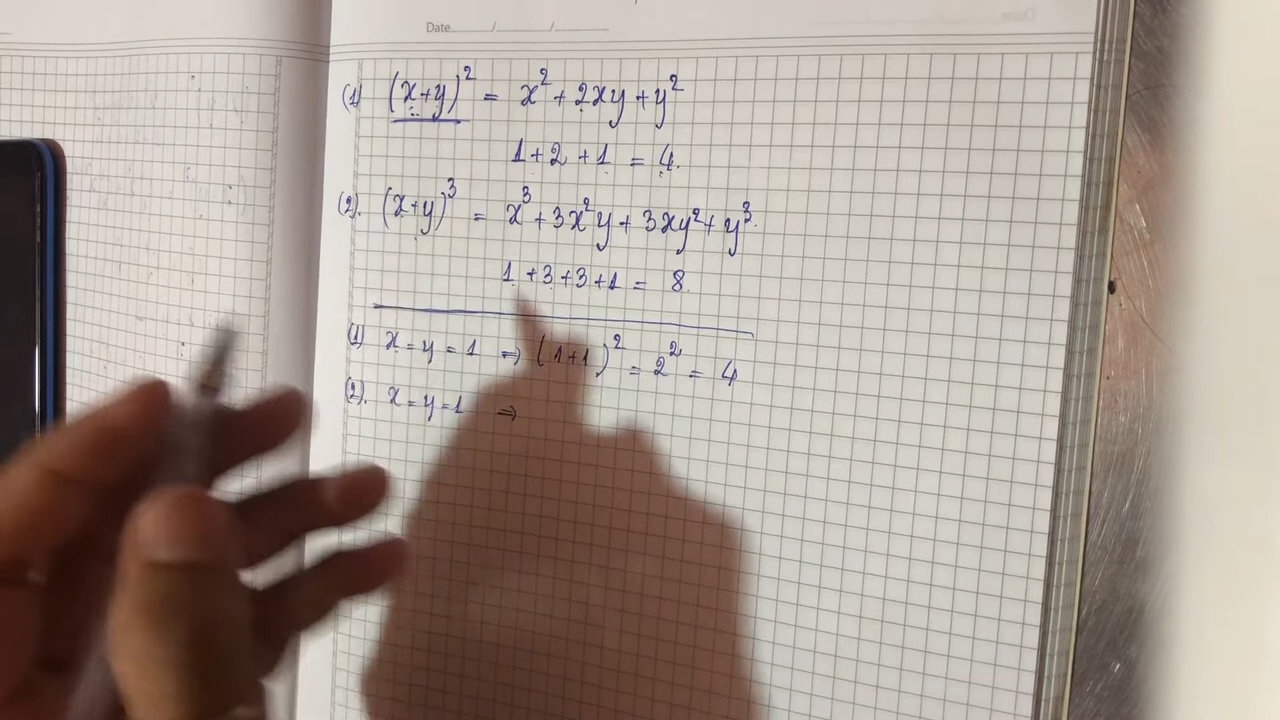 Date....../....../......
(1) (x+y)² = x² + 2xy + y²
1 + 2 + 1 = 4.
(2). (x+y)³ = x³ + 3x²y + 3xy² + y³.
1 + 3 + 3 + 1 = 8.
(1) x = y = 1 ⇒ (1+1)² = 2² = 4
(2). x = y = 1 ⇒